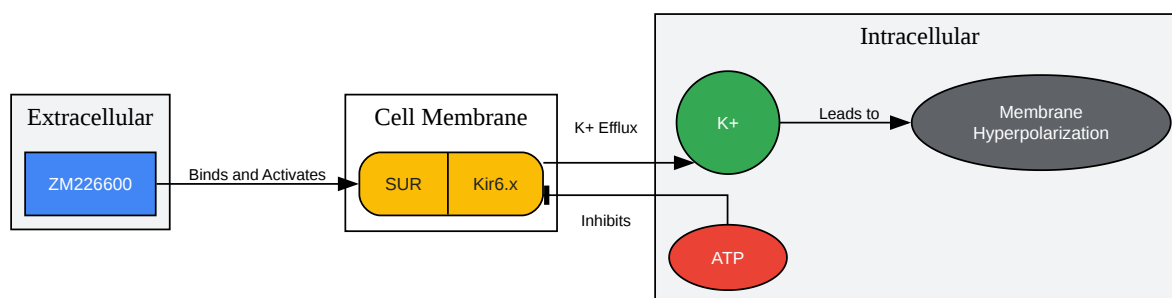 Extracellular
ZM226600
Binds and Activates
Cell Membrane
SUR
Kir6.x
K+ Efflux
Inhibits
Intracellular
K+
Leads to
Membrane
Hyperpolarization
ATP